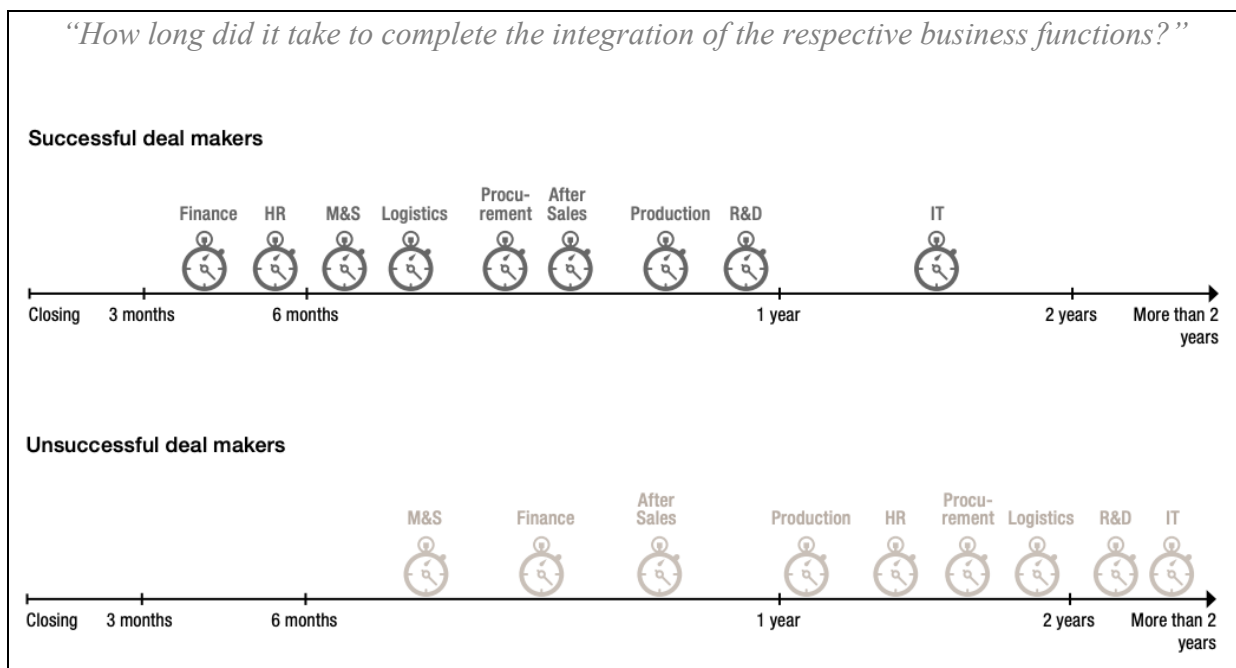 “How long did it take to complete the integration of the respective business functions?”
Successful deal makers
Finance
HR
M&S
Logistics
Procu-
rement
After
Sales
Production
R&D
IT
Closing
3 months
6 months
1 year
2 years
More than 2
years
Unsuccessful deal makers
M&S
Finance
After
Sales
Production
HR
Procu-
rement
Logistics
R&D
IT
Closing
3 months
6 months
1 year
2 years
More than 2
years